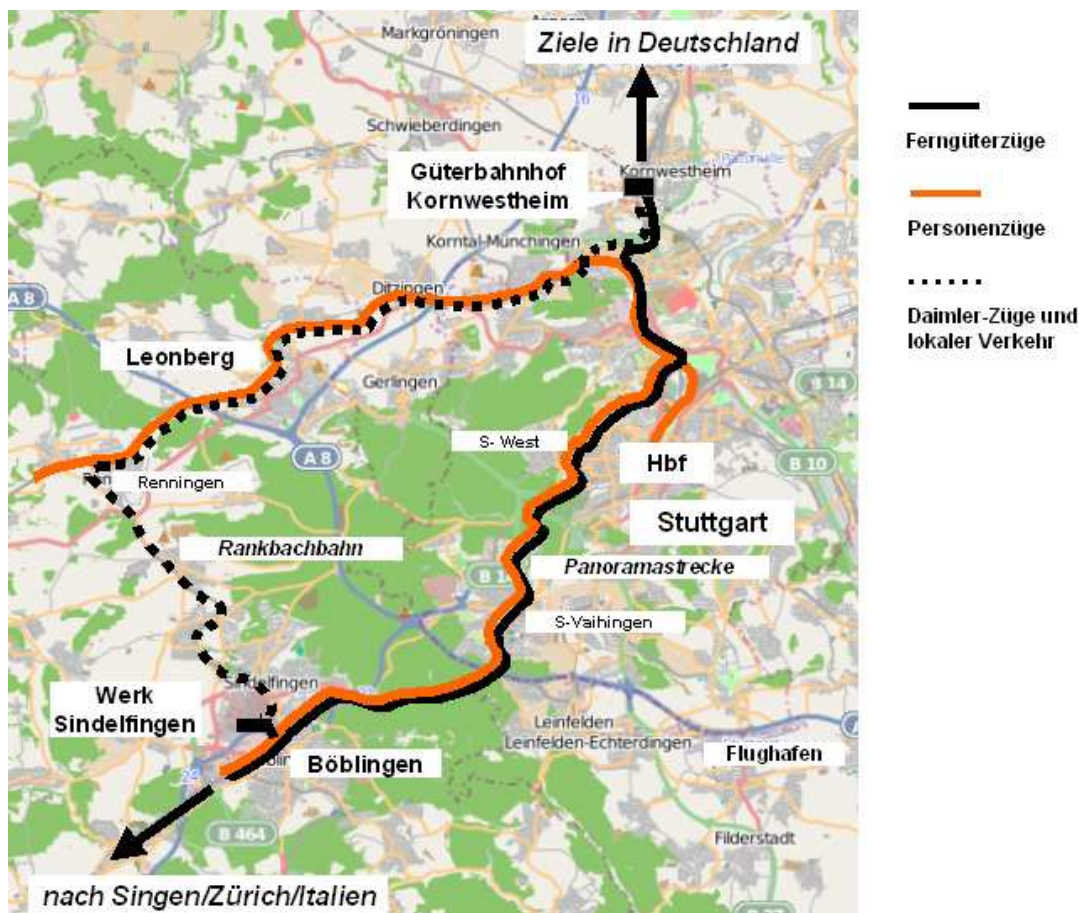 Markgröningen
Ziele in Deutschland
16
Schwieberdingen
Güterbahnhof
Kornwestheim
Kornwestheim
Korntal-Münchingen
Ditzingen
A 8
Leonberg
Gerlingen
B 14
S- West
A 8
Hbf
B 10
Renningen
Stuttgart
Rankbachbahn
Panoramastrecke
S-Vaihingen
Werk
Sindelfingen
Sindelfingen
Leinfelden
Leinfelden-Echterdingen
Flughafen
Böblingen
24
B 464
Filderstadt
nach Singen/Zürich/Italien
Ferngüterzüge
Personenzüge
Daimler-Züge und
lokaler Verkehr